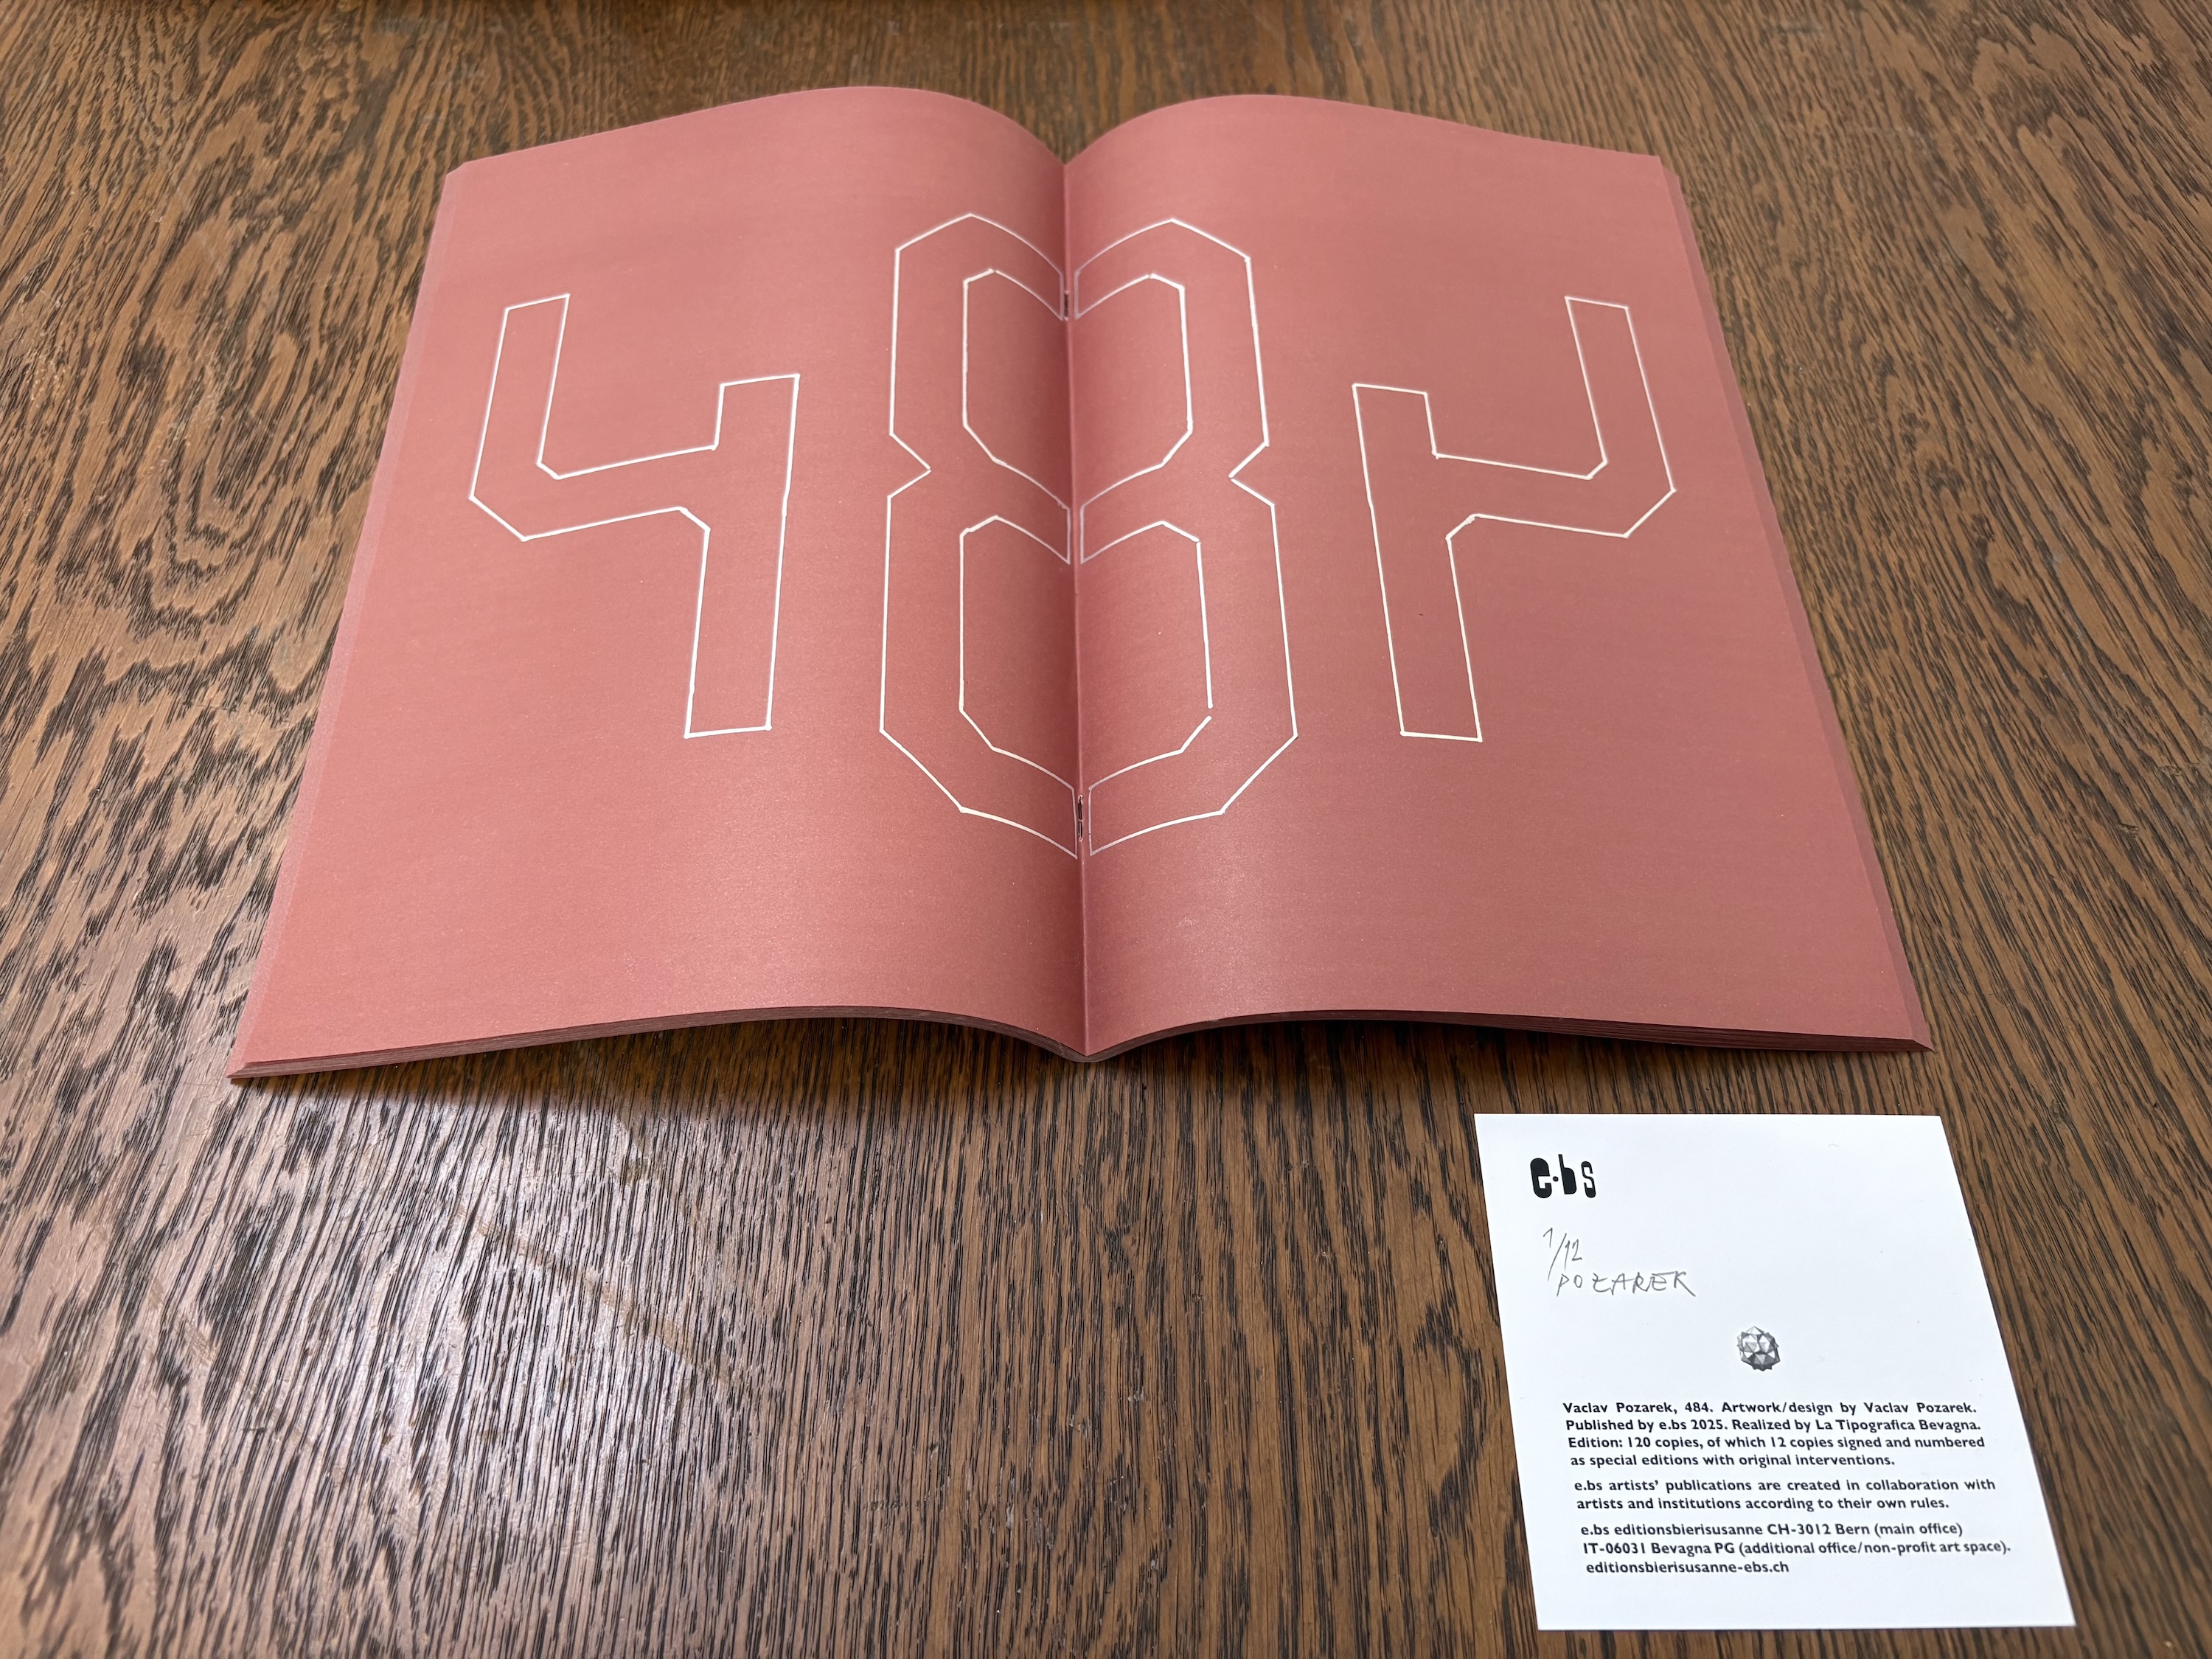 484
e·bs
1/12
POZAREK
Vaclav Pozarek, 484. Artwork/design by Vaclav Pozarek.
Published by e.bs 2025. Realized by La Tipografica Bevagna.
Edition: 120 copies, of which 12 copies signed and numbered
as special editions with original interventions.
e.bs artists’ publications are created in collaboration with
artists and institutions according to their own rules.
e.bs editionsbierisusanne CH-3012 Bern (main office)
IT-06031 Bevagna PG (additional office/non-profit art space).
editionsbierisusanne-ebs.ch